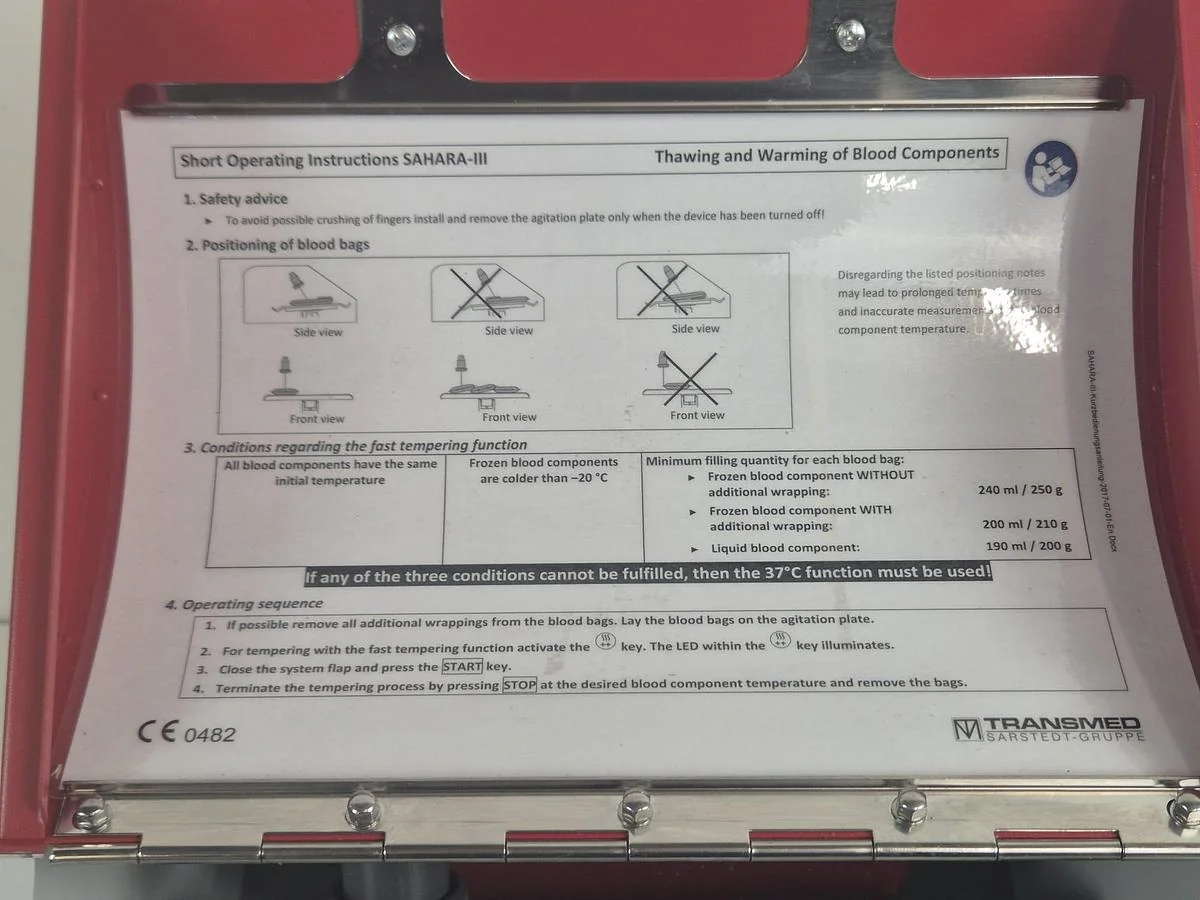 Short Operating Instructions SAHARA-III
Thawing and Warming of Blood Components
1. Safety advice
► To avoid possible crushing of fingers install and remove the agitation plate only when the device has been turned off!
2. Positioning of blood bags
Side view
Side view
Side view
Front view
Front view
Front view
Disregarding the listed positioning notes
may lead to prolonged times
and inaccurate
component temperature.
3. Conditions regarding the fast tempering function
All blood components have the same
initial temperature
Frozen blood components
are colder than –20 °C
Minimum filling quantity for each blood bag:
► Frozen blood component WITHOUT
additional wrapping: 240 ml / 250 g
► Frozen blood component WITH
additional wrapping: 200 ml / 210 g
► Liquid blood component: 190 ml / 200 g
If any of the three conditions cannot be fulfilled, then the 37°C function must be used!
4. Operating sequence
1. If possible remove all additional wrappings from the blood bags. Lay the blood bags on the agitation plate.
2. For tempering with the fast tempering function activate the key. The LED within the key illuminates.
3. Close the system flap and press the START key.
4. Terminate the tempering process by pressing STOP at the desired blood component temperature and remove the bags.
CE 0482
TRANSMED
SARSTEDT-GRUPPE
SAHARA-III-Kurzbedienungsanleitung-2017-07-01-En.Docx